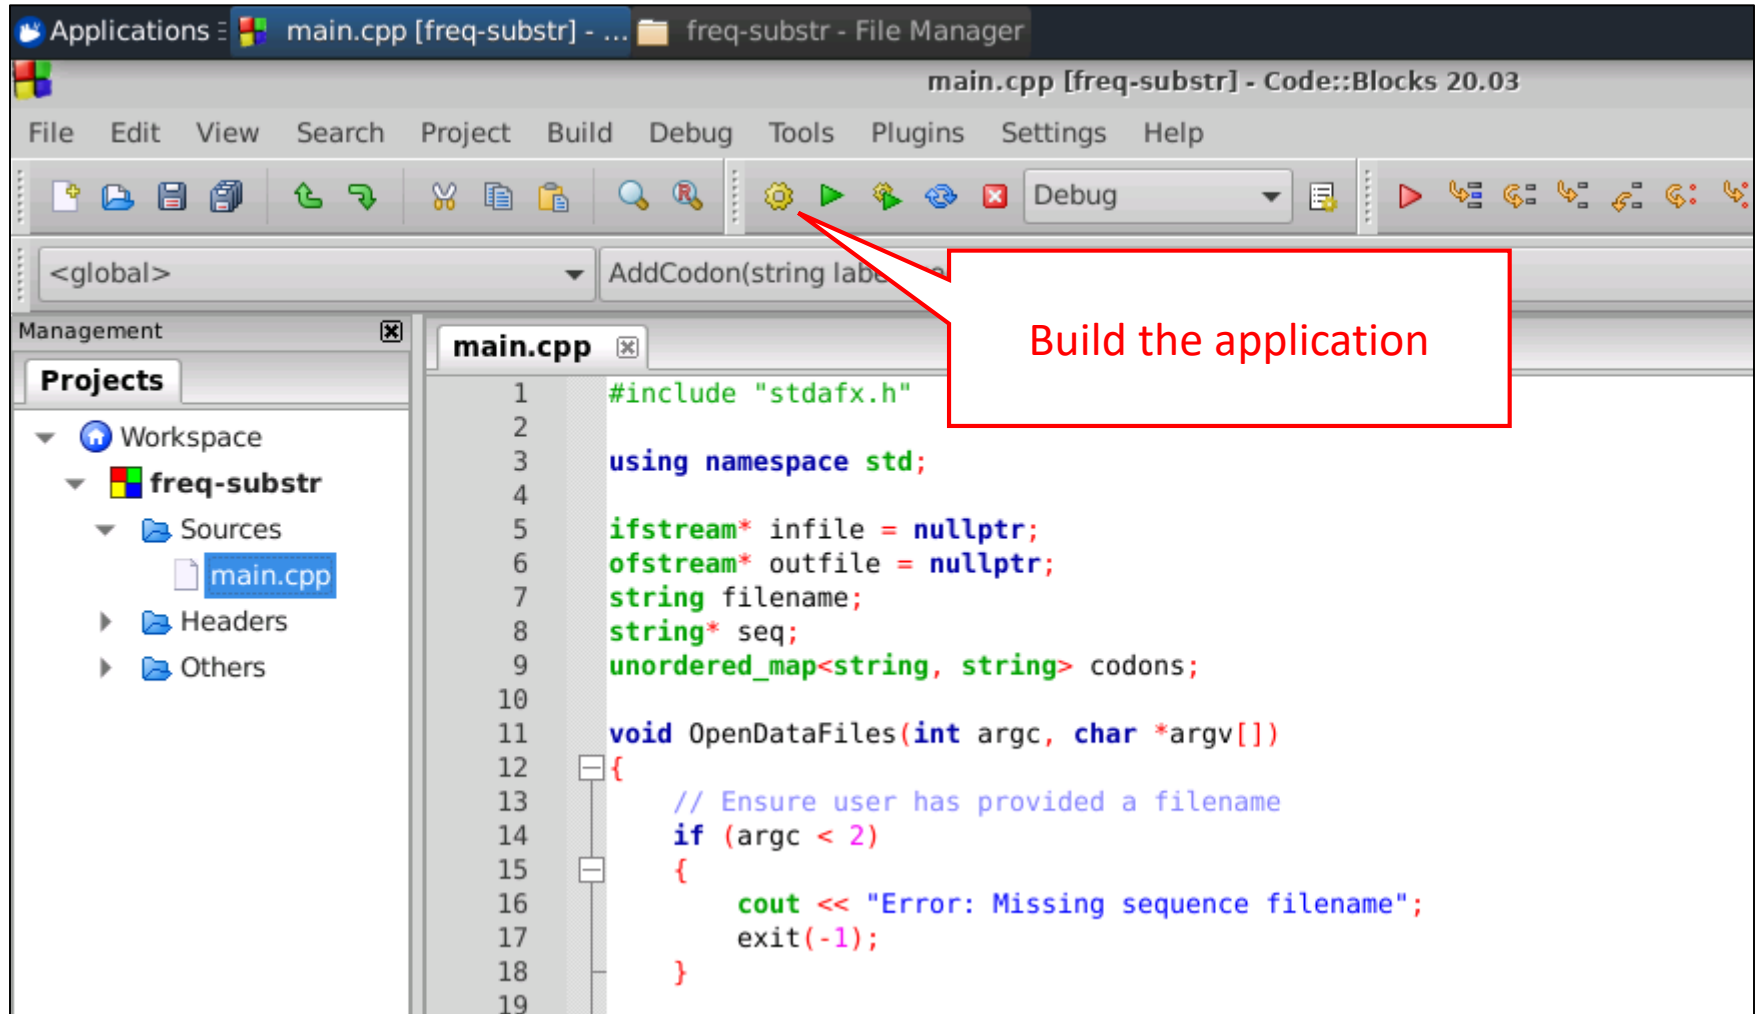 Applications main.cpp [freq-substr] - ... freq-substr - File Manager
main.cpp [freq-substr] - Code::Blocks 20.03
File Edit View Search Project Build Debug Tools Plugins Settings Help
Debug
<global> AddCodon(string
Build the application
Management
main.cpp
Projects
Workspace
freq-substr
Sources
main.cpp
Headers
Others
1 #include "stdafx.h"
2
3 using namespace std;
4
5 ifstream* infile = nullptr;
6 ofstream* outfile = nullptr;
7 string filename;
8 string* seq;
9 unordered_map<string, string> codons;
10
11 void OpenDataFiles(int argc, char *argv[])
12 {
13 // Ensure user has provided a filename
14 if (argc < 2)
15 {
16 cout << "Error: Missing sequence filename";
17 exit(-1);
18 }
19